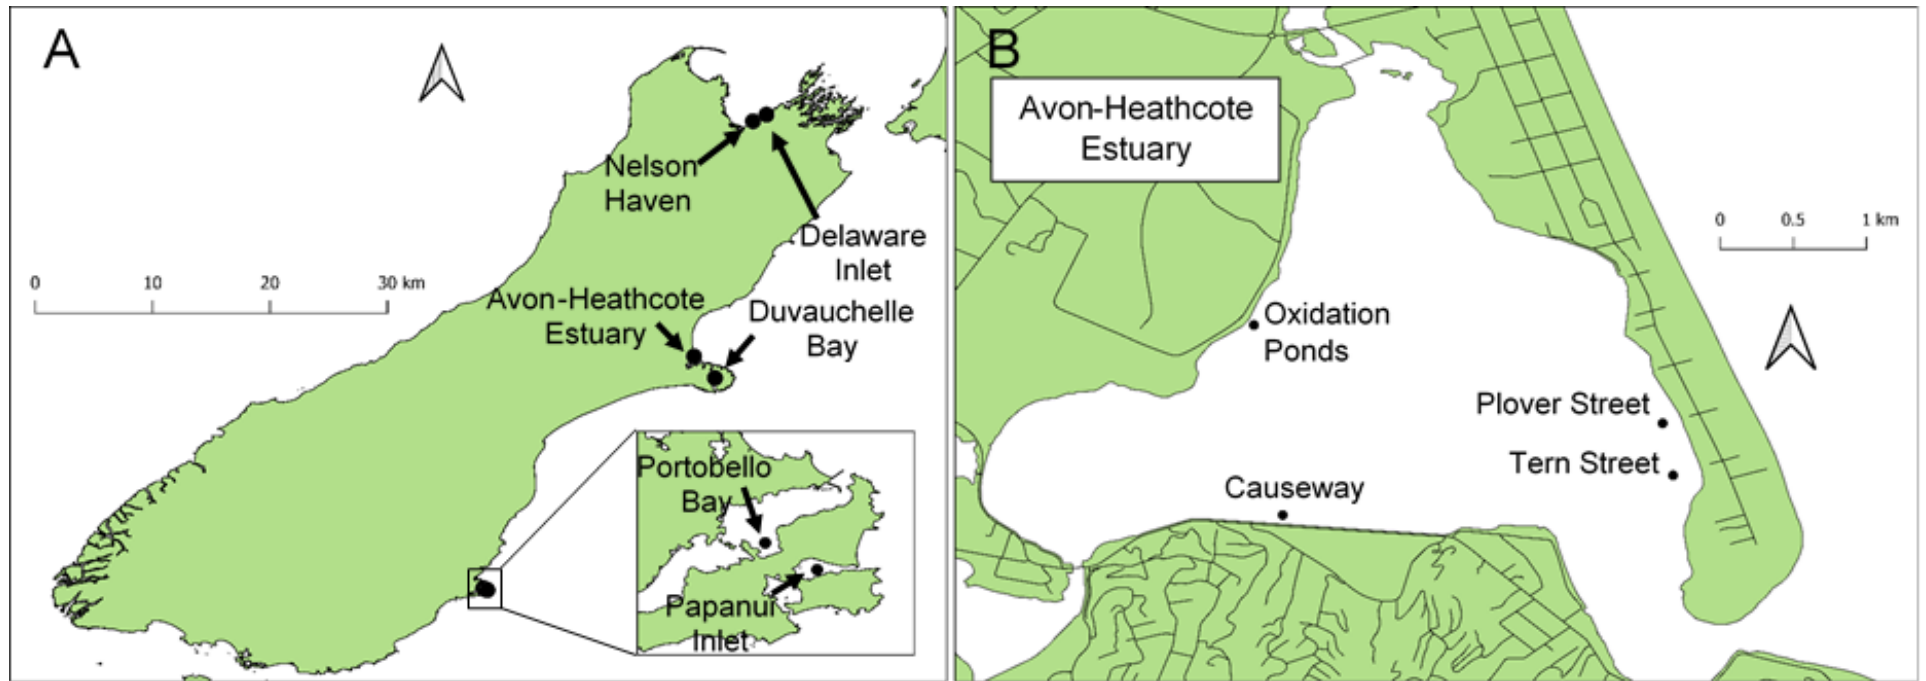 A
Nelson
Haven
Delaware
Inlet
0 10 20 30 km
Avon-Heathcote
Estuary
Duvauchelle
Bay
Portobello
Bay
Papanui
Inlet
B
Avon-Heathcote
Estuary
0 0.5 1 km
Oxidation
Ponds
Plover Street
Tern Street
Causeway